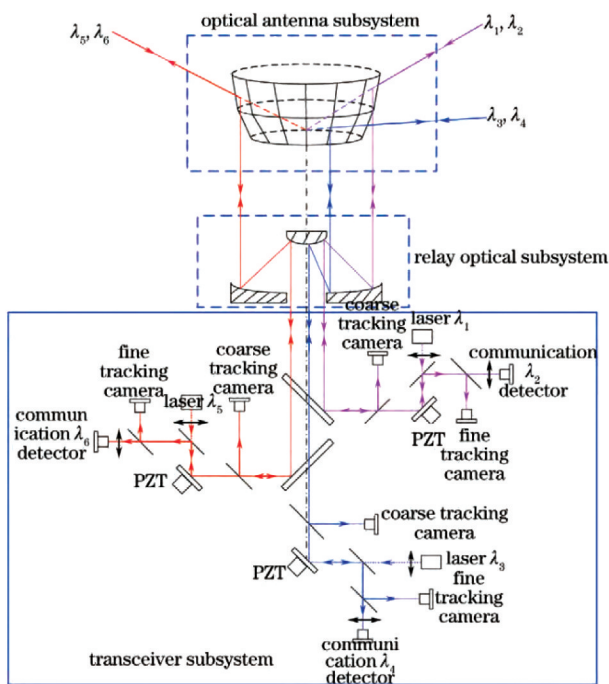 optical antenna subsystem
λ5, λ6
λ1, λ2
λ3, λ4
relay optical subsystem
coarse
tracking
camera
laser λ1
communication
λ2
detector
fine
tracking
camera
coarse
tracking
camera
laser λ5
commun
ication λ6
detector
PZT
PZT
fine
tracking
camera
coarse tracking
camera
PZT
laser λ3
fine
tracking
camera
communi
cation λ4
detector
transceiver subsystem